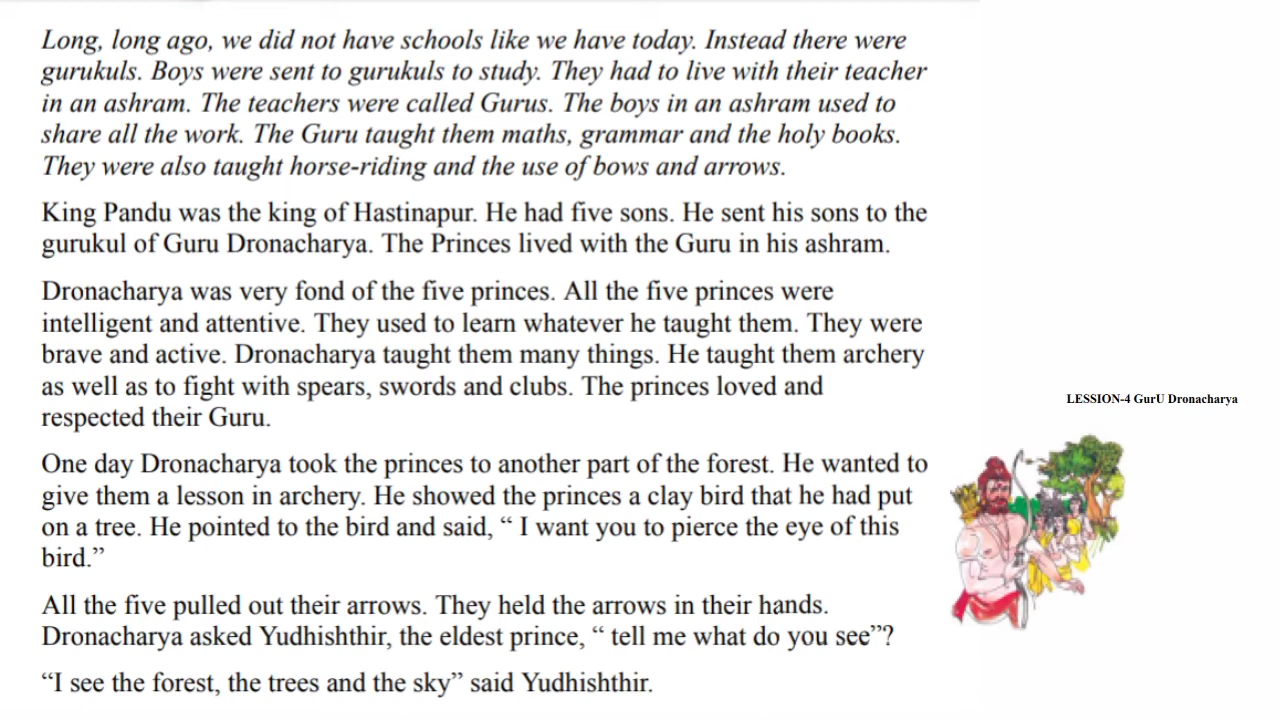 Long, long ago, we did not have schools like we have today. Instead there were
gurukuls. Boys were sent to gurukuls to study. They had to live with their teacher
in an ashram. The teachers were called Gurus. The boys in an ashram used to
share all the work. The Guru taught them maths, grammar and the holy books.
They were also taught horse-riding and the use of bows and arrows.
King Pandu was the king of Hastinapur. He had five sons. He sent his sons to the
gurukul of Guru Dronacharya. The Princes lived with the Guru in his ashram.
Dronacharya was very fond of the five princes. All the five princes were
intelligent and attentive. They used to learn whatever he taught them. They were
brave and active. Dronacharya taught them many things. He taught them archery
as well as to fight with spears, swords and clubs. The princes loved and
respected their Guru.
One day Dronacharya took the princes to another part of the forest. He wanted to
give them a lesson in archery. He showed the princes a clay bird that he had put
on a tree. He pointed to the bird and said, “ I want you to pierce the eye of this
bird.”
All the five pulled out their arrows. They held the arrows in their hands.
Dronacharya asked Yudhishthir, the eldest prince, “ tell me what do you see”?
“I see the forest, the trees and the sky” said Yudhishthir.
LESSION-4 GurU Dronacharya